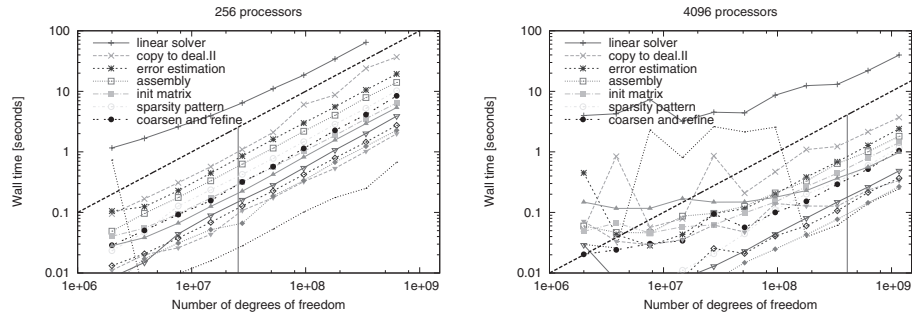 256 processors
100
10
1
0.1
0.01
Wall time [seconds]
linear solver
copy to deal.II
error estimation
assembly
init matrix
sparsity pattern
coarsen and refine
1e+06
1e+07
1e+08
1e+09
Number of degrees of freedom
4096 processors
100
10
1
0.1
0.01
Wall time [seconds]
linear solver
copy to deal.II
error estimation
assembly
init matrix
sparsity pattern
coarsen and refine
1e+06
1e+07
1e+08
1e+09
Number of degrees of freedom